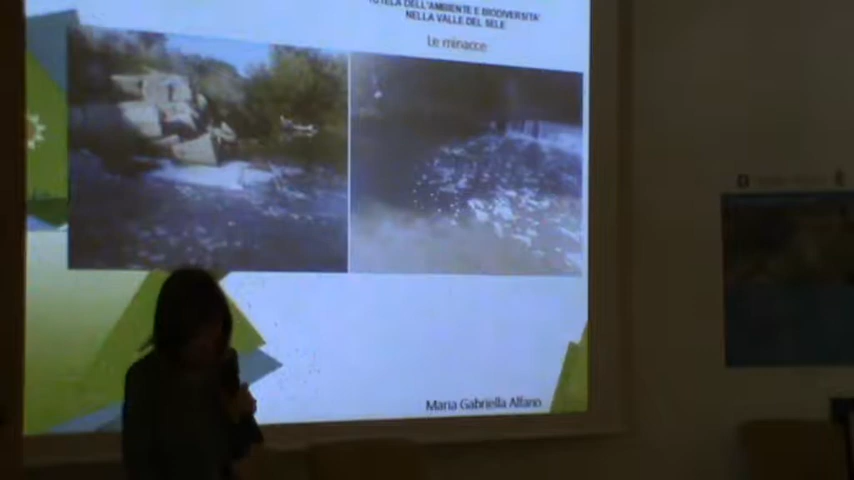 TUTELA DELL'AMBIENTE E BIODIVERSITA'
NELLA VALLE DEL SELE
Le minacce
Maria Gabriella Alfano